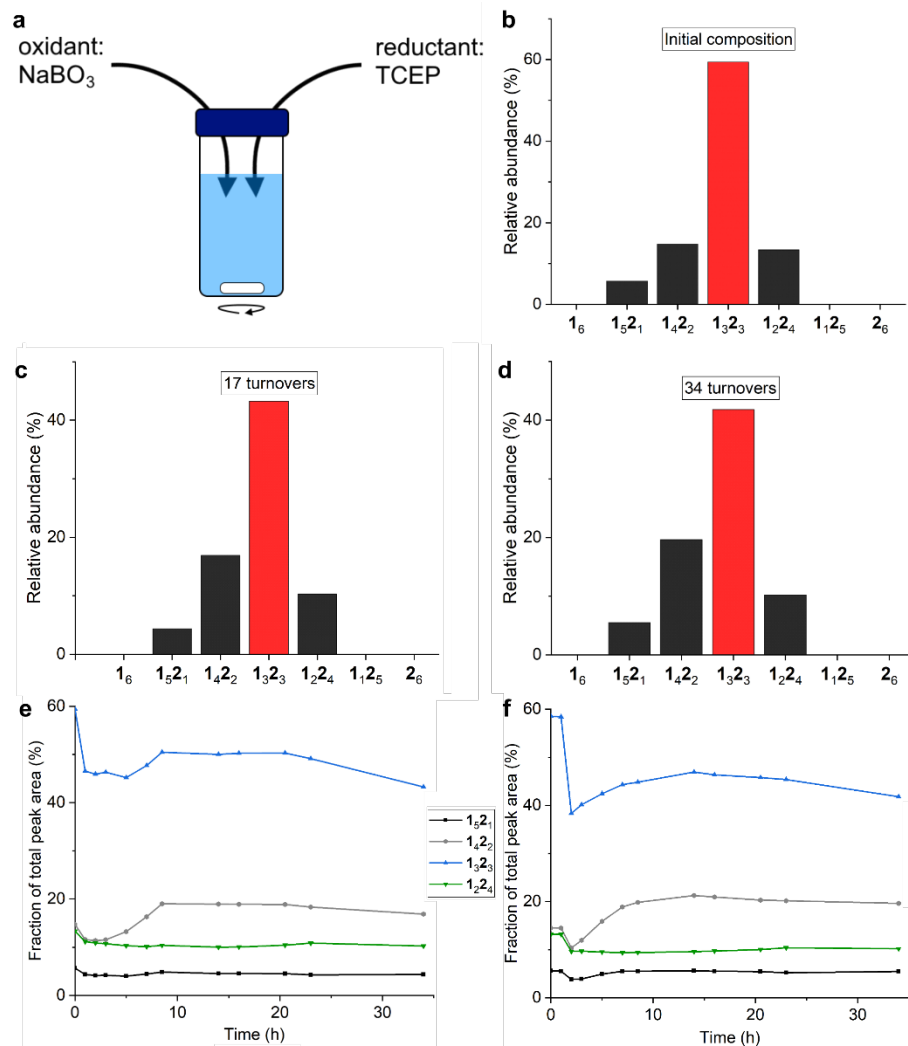 a
oxidant:
NaBO₃
reductant:
TCEP
b
Initial composition
Relative abundance (%)
60
40
20
0
1₆ 1₅2₁ 1₄2₂ 1₃2₃ 1₂2₄ 1₁2₅ 2₆
c
17 turnovers
Relative abundance (%)
40
20
0
1₆ 1₅2₁ 1₄2₂ 1₃2₃ 1₂2₄ 1₁2₅ 2₆
d
34 turnovers
Relative abundance (%)
40
20
0
1₆ 1₅2₁ 1₄2₂ 1₃2₃ 1₂2₄ 1₁2₅ 2₆
e
Fraction of total peak area (%)
60
40
20
0
0 10 20 30
Time (h)
1₅2₁
1₄2₂
1₃2₃
1₂2₄
f
Fraction of total peak area (%)
60
40
20
0
0 10 20 30
Time (h)